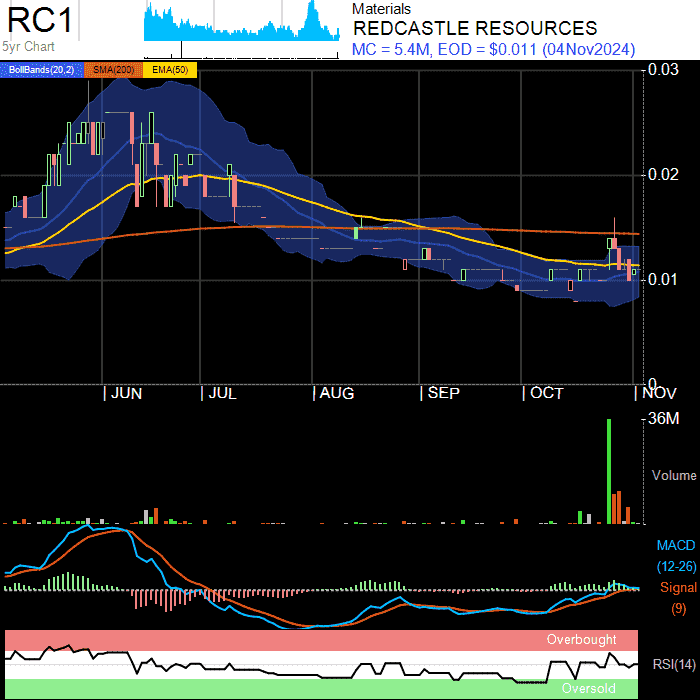 RC1
5yr Chart
Materials
REDCASTLE RESOURCES
MC = 5.4M, EOD = $0.011 (04Nov2024)
BollBands(20,2) SMA(200) EMA(50)
0.03
0.02
0.01
0
JUN JUL AUG SEP OCT NOV
36M
Volume
MACD
(12-26)
Signal
(9)
Overbought
RSI(14)
Oversold